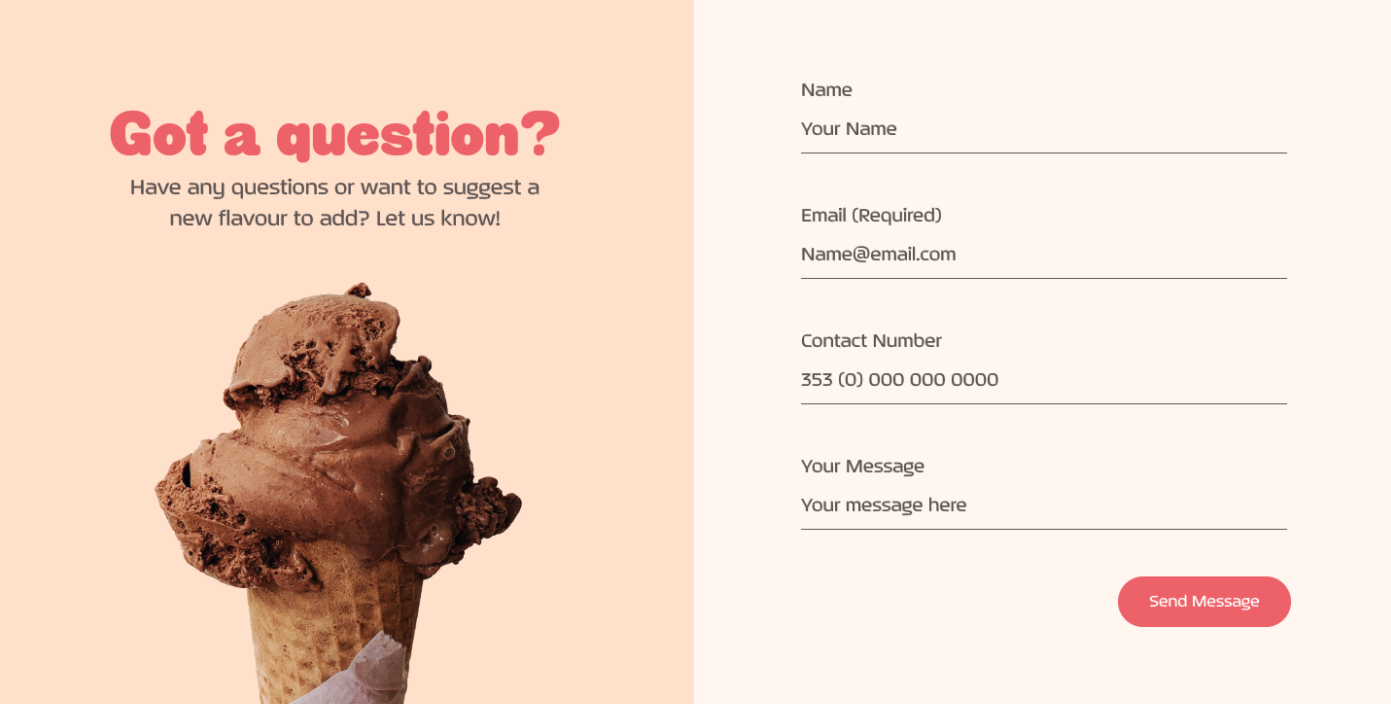 Got a question?
Have any questions or want to suggest a
new flavour to add? Let us know!
Name
Your Name
Email (Required)
Name@email.com
Contact Number
353 (0) 000 000 0000
Your Message
Your message here
Send Message